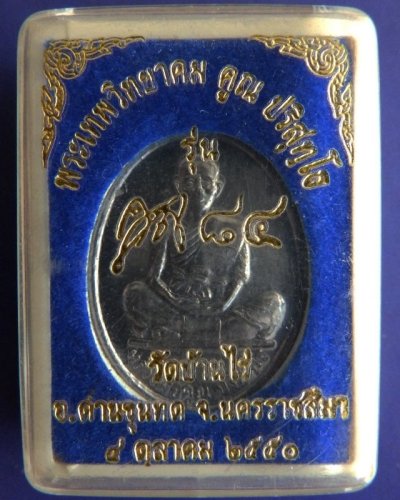 พระเทพวิทยาคม คูณ ปริสุทฺโธ
รุ่น
คูณ ๘๔
วัดบ้านไร่
อ.ด่านขุนทด จ.นครราชสีมา
๔ ตุลาคม ๒๕๕๐